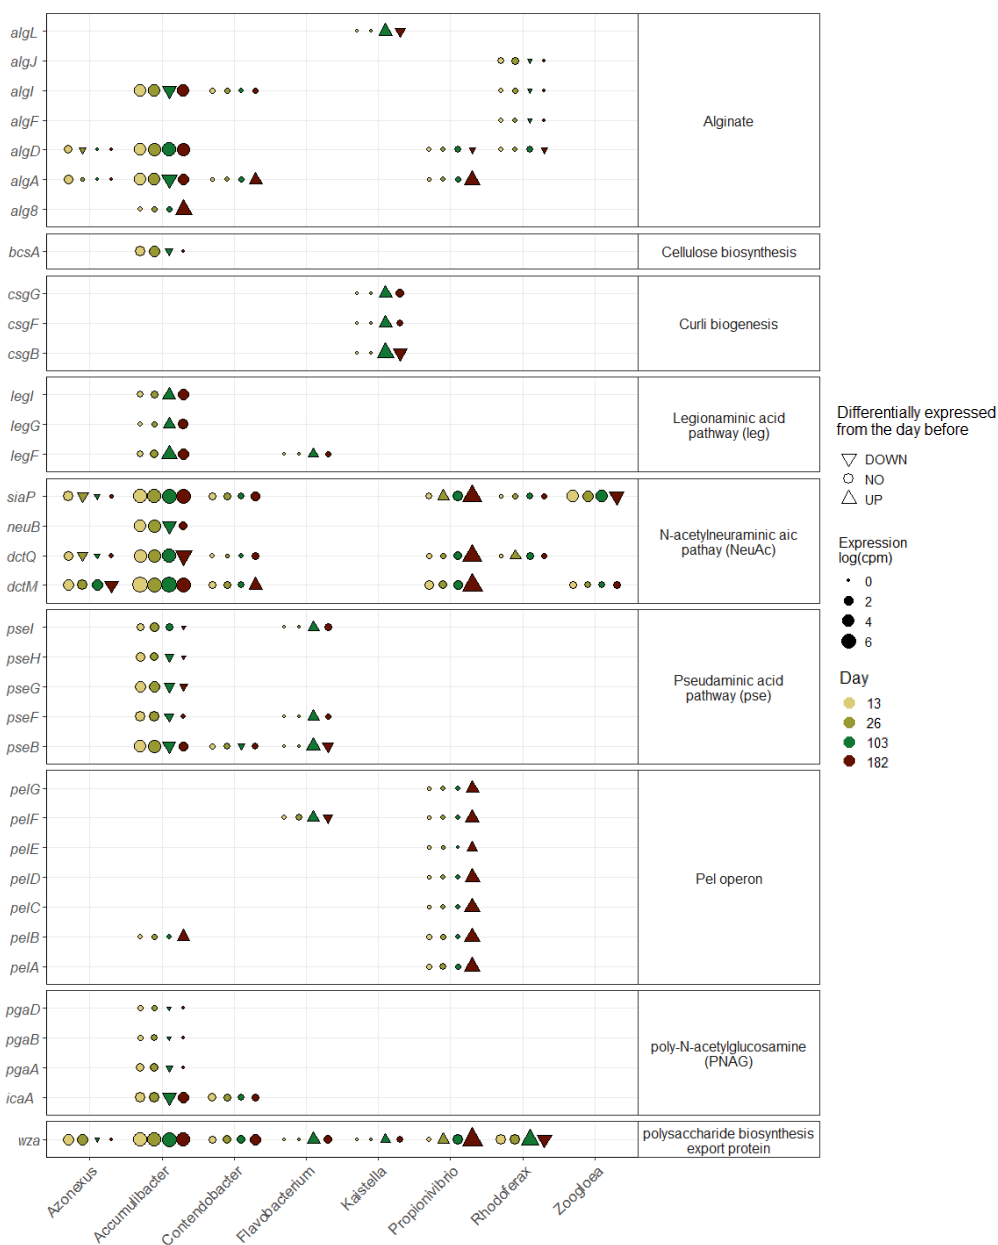 algL
algJ
algI
algF
algD
algA
alg8
Alginate
bcsA
Cellulose biosynthesis
csgG
csgF
csgB
Curli biogenesis
legI
legG
legF
Legionaminic acid
pathway (leg)
siaP
neuB
dctQ
dctM
N-acetylneuraminic aic
pathay (NeuAc)
pseI
pseH
pseG
pseF
pseB
Pseudaminic acid
pathway (pse)
pelG
pelF
pelE
pelD
pelC
pelB
pelA
Pel operon
pgaD
pgaB
pgaA
icaA
poly-N-acetylglucosamine
(PNAG)
wza
polysaccharide biosynthesis
export protein
Azonexus
Accumulibacter
Contendobacter
Flavobacterium
Kaistella
Propionivibrio
Rhodoferax
Zoogloea
Differentially expressed
from the day before
DOWN
NO
UP
Expression
log(cpm)
0
2
4
6
Day
13
26
103
182